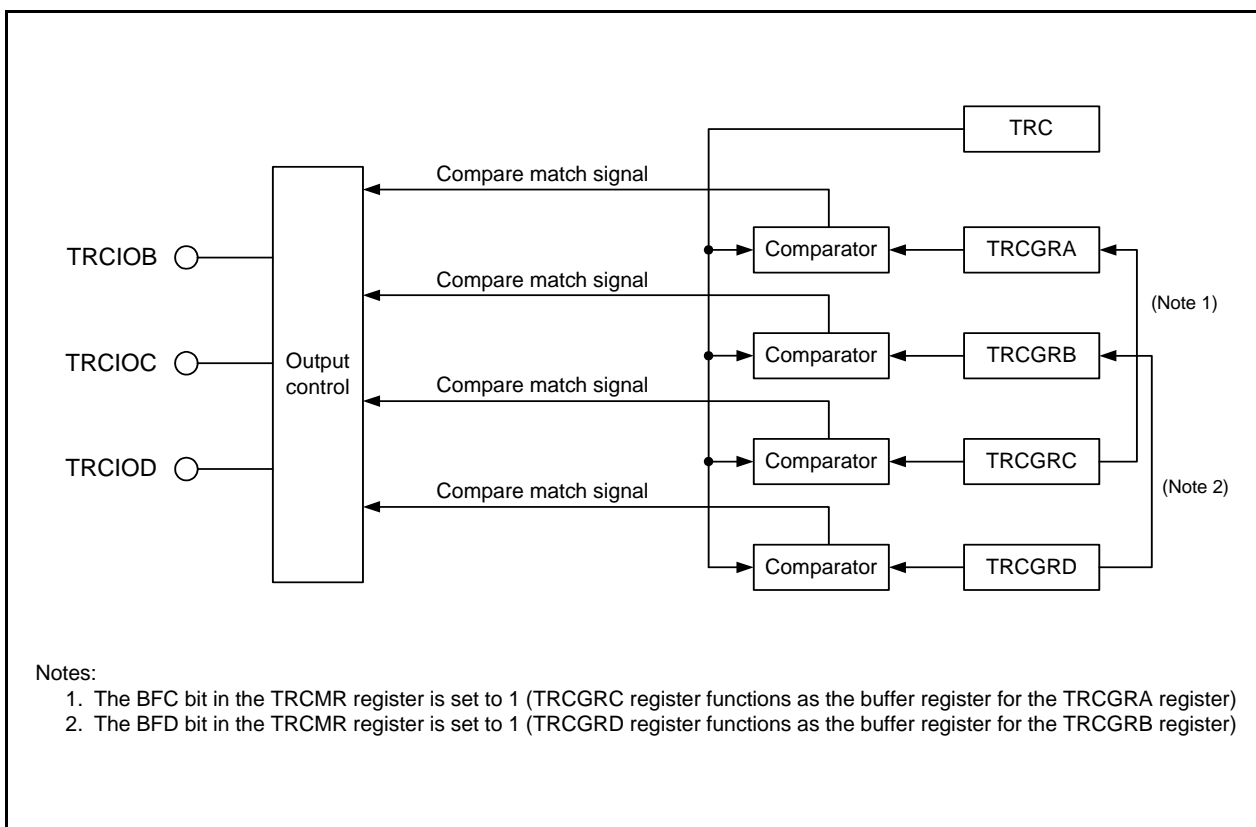 TRC
Compare match signal
TRCIOB
Comparator
TRCGRA
Compare match signal
(Note 1)
TRCIOC
Output
control
Comparator
TRCGRB
Compare match signal
TRCIOD
Comparator
TRCGRC
Compare match signal
(Note 2)
Comparator
TRCGRD
Notes:
1. The BFC bit in the TRCMR register is set to 1 (TRCGRC register functions as the buffer register for the TRCGRA register)
2. The BFD bit in the TRCMR register is set to 1 (TRCGRD register functions as the buffer register for the TRCGRB register)